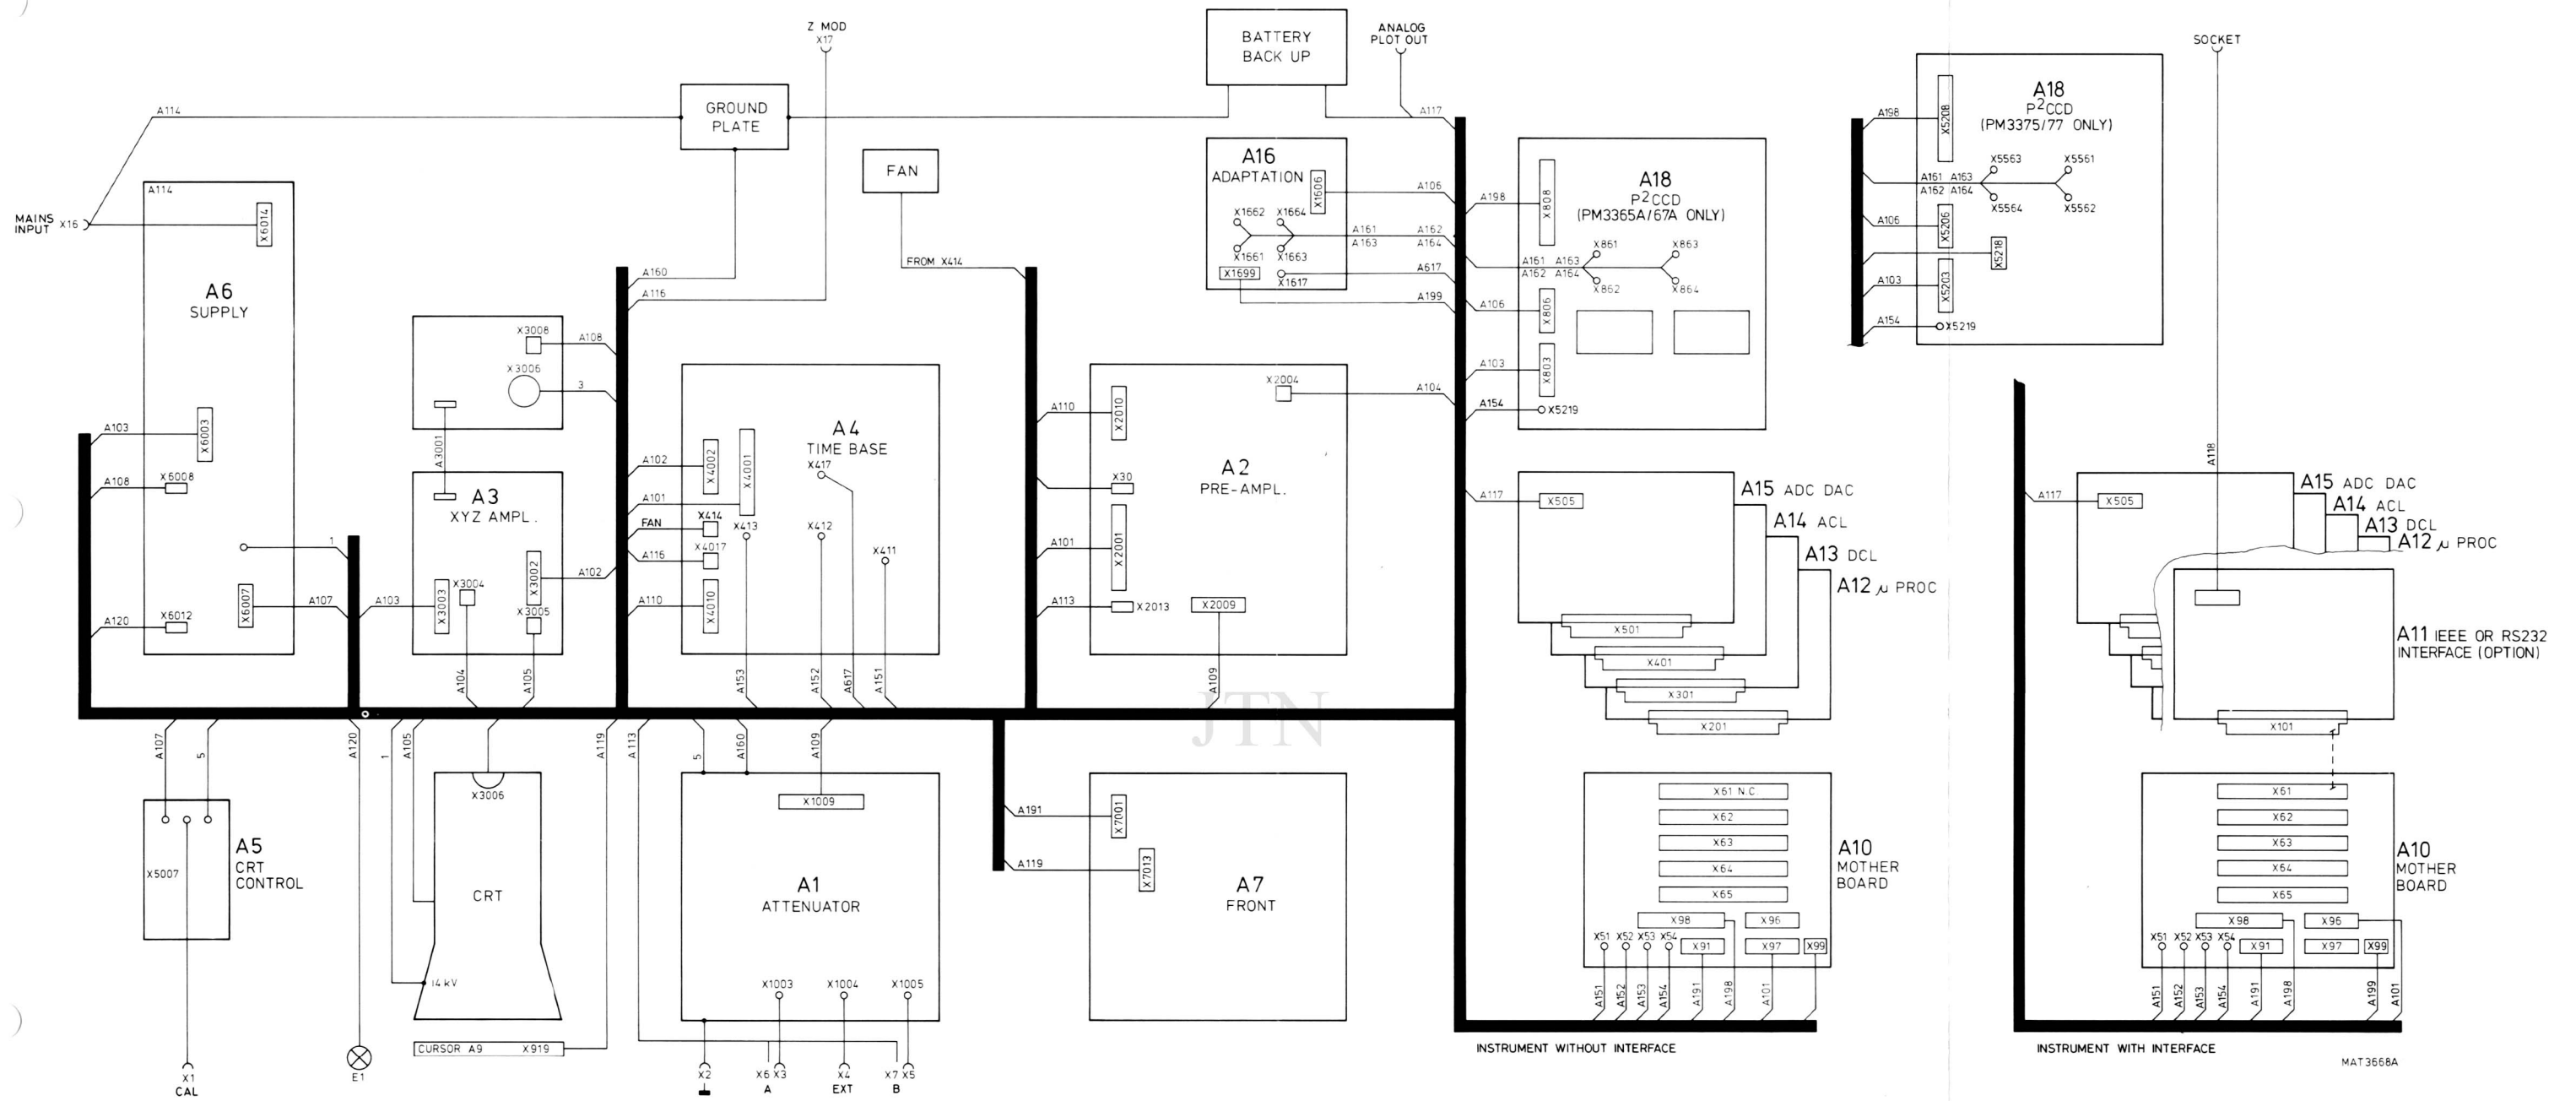 Z MOD
X17
BATTERY
BACK UP
ANALOG
PLOT OUT
SOCKET
A114
GROUND
PLATE
A117
A198
X5208
A18
P²CCD
(PM3375/77 ONLY)
X5563
X5561
A161 A163
A162 A164
X5564
X5562
A106
X5206
X5218
A103
X5203
A154
X5219
MAINS
INPUT
X16
A114
X6014
A6
SUPPLY
A103
X6003
A108
X6008
1
X6007
A107
A120
X6012
FAN
FROM X414
A160
A116
A16
ADAPTATION
X1606
A106
X1662
X1664
A161
A163
A162
A164
X1661
X1663
X1699
X1617
A617
A199
A198
X808
A18
P²CCD
(PM3365A/67A ONLY)
X861
X863
A161 A163
A162 A164
X862
X864
A106
X806
A103
X803
A154
X5219
X3008
A108
X3006
3
A3001
A3
XYZ AMPL.
A103
X3003
X3004
X3002
A102
X3005
A104
A105
A4
TIME BASE
X417
A102
X4002
X4001
A101
FAN
X414
X413
X412
X411
A116
X4017
A110
X4010
A153
A152
A617
A151
A110
X2010
X2004
A104
A2
PRE-AMPL.
X30
A101
X2001
A113
X2013
X2009
A109
JTN
A117
X505
A15 ADC DAC
A14 ACL
A13 DCL
A12 µ PROC
X501
X401
X301
X201
A118
A117
X505
A15 ADC DAC
A14 ACL
A13 DCL
A12 µ PROC
A11 IEEE OR RS232
INTERFACE (OPTION)
X101
A107
5
A120
1
A105
A119
A113
5
A160
A109
X5007
A5
CRT
CONTROL
X1
CAL
E1
X3006
CRT
14 kV
CURSOR A9
X919
X1009
A1
ATTENUATOR
X1003
X1004
X1005
X2
X6 X3
A
X4
EXT
X7 X5
B
A191
X7001
A119
X7013
A7
FRONT
X61 N.C
X62
X63
X64
X65
X98
X96
X51 X52 X53 X54
X91
X97
X99
A10
MOTHER
BOARD
A151
A152
A153
A154
A191
A198
A101
INSTRUMENT WITHOUT INTERFACE
X61
X62
X63
X64
X65
X98
X96
X51 X52 X53 X54
X91
X97
X99
A10
MOTHER
BOARD
A151
A152
A153
A154
A191
A198
A199
A101
INSTRUMENT WITH INTERFACE
MAT3668A